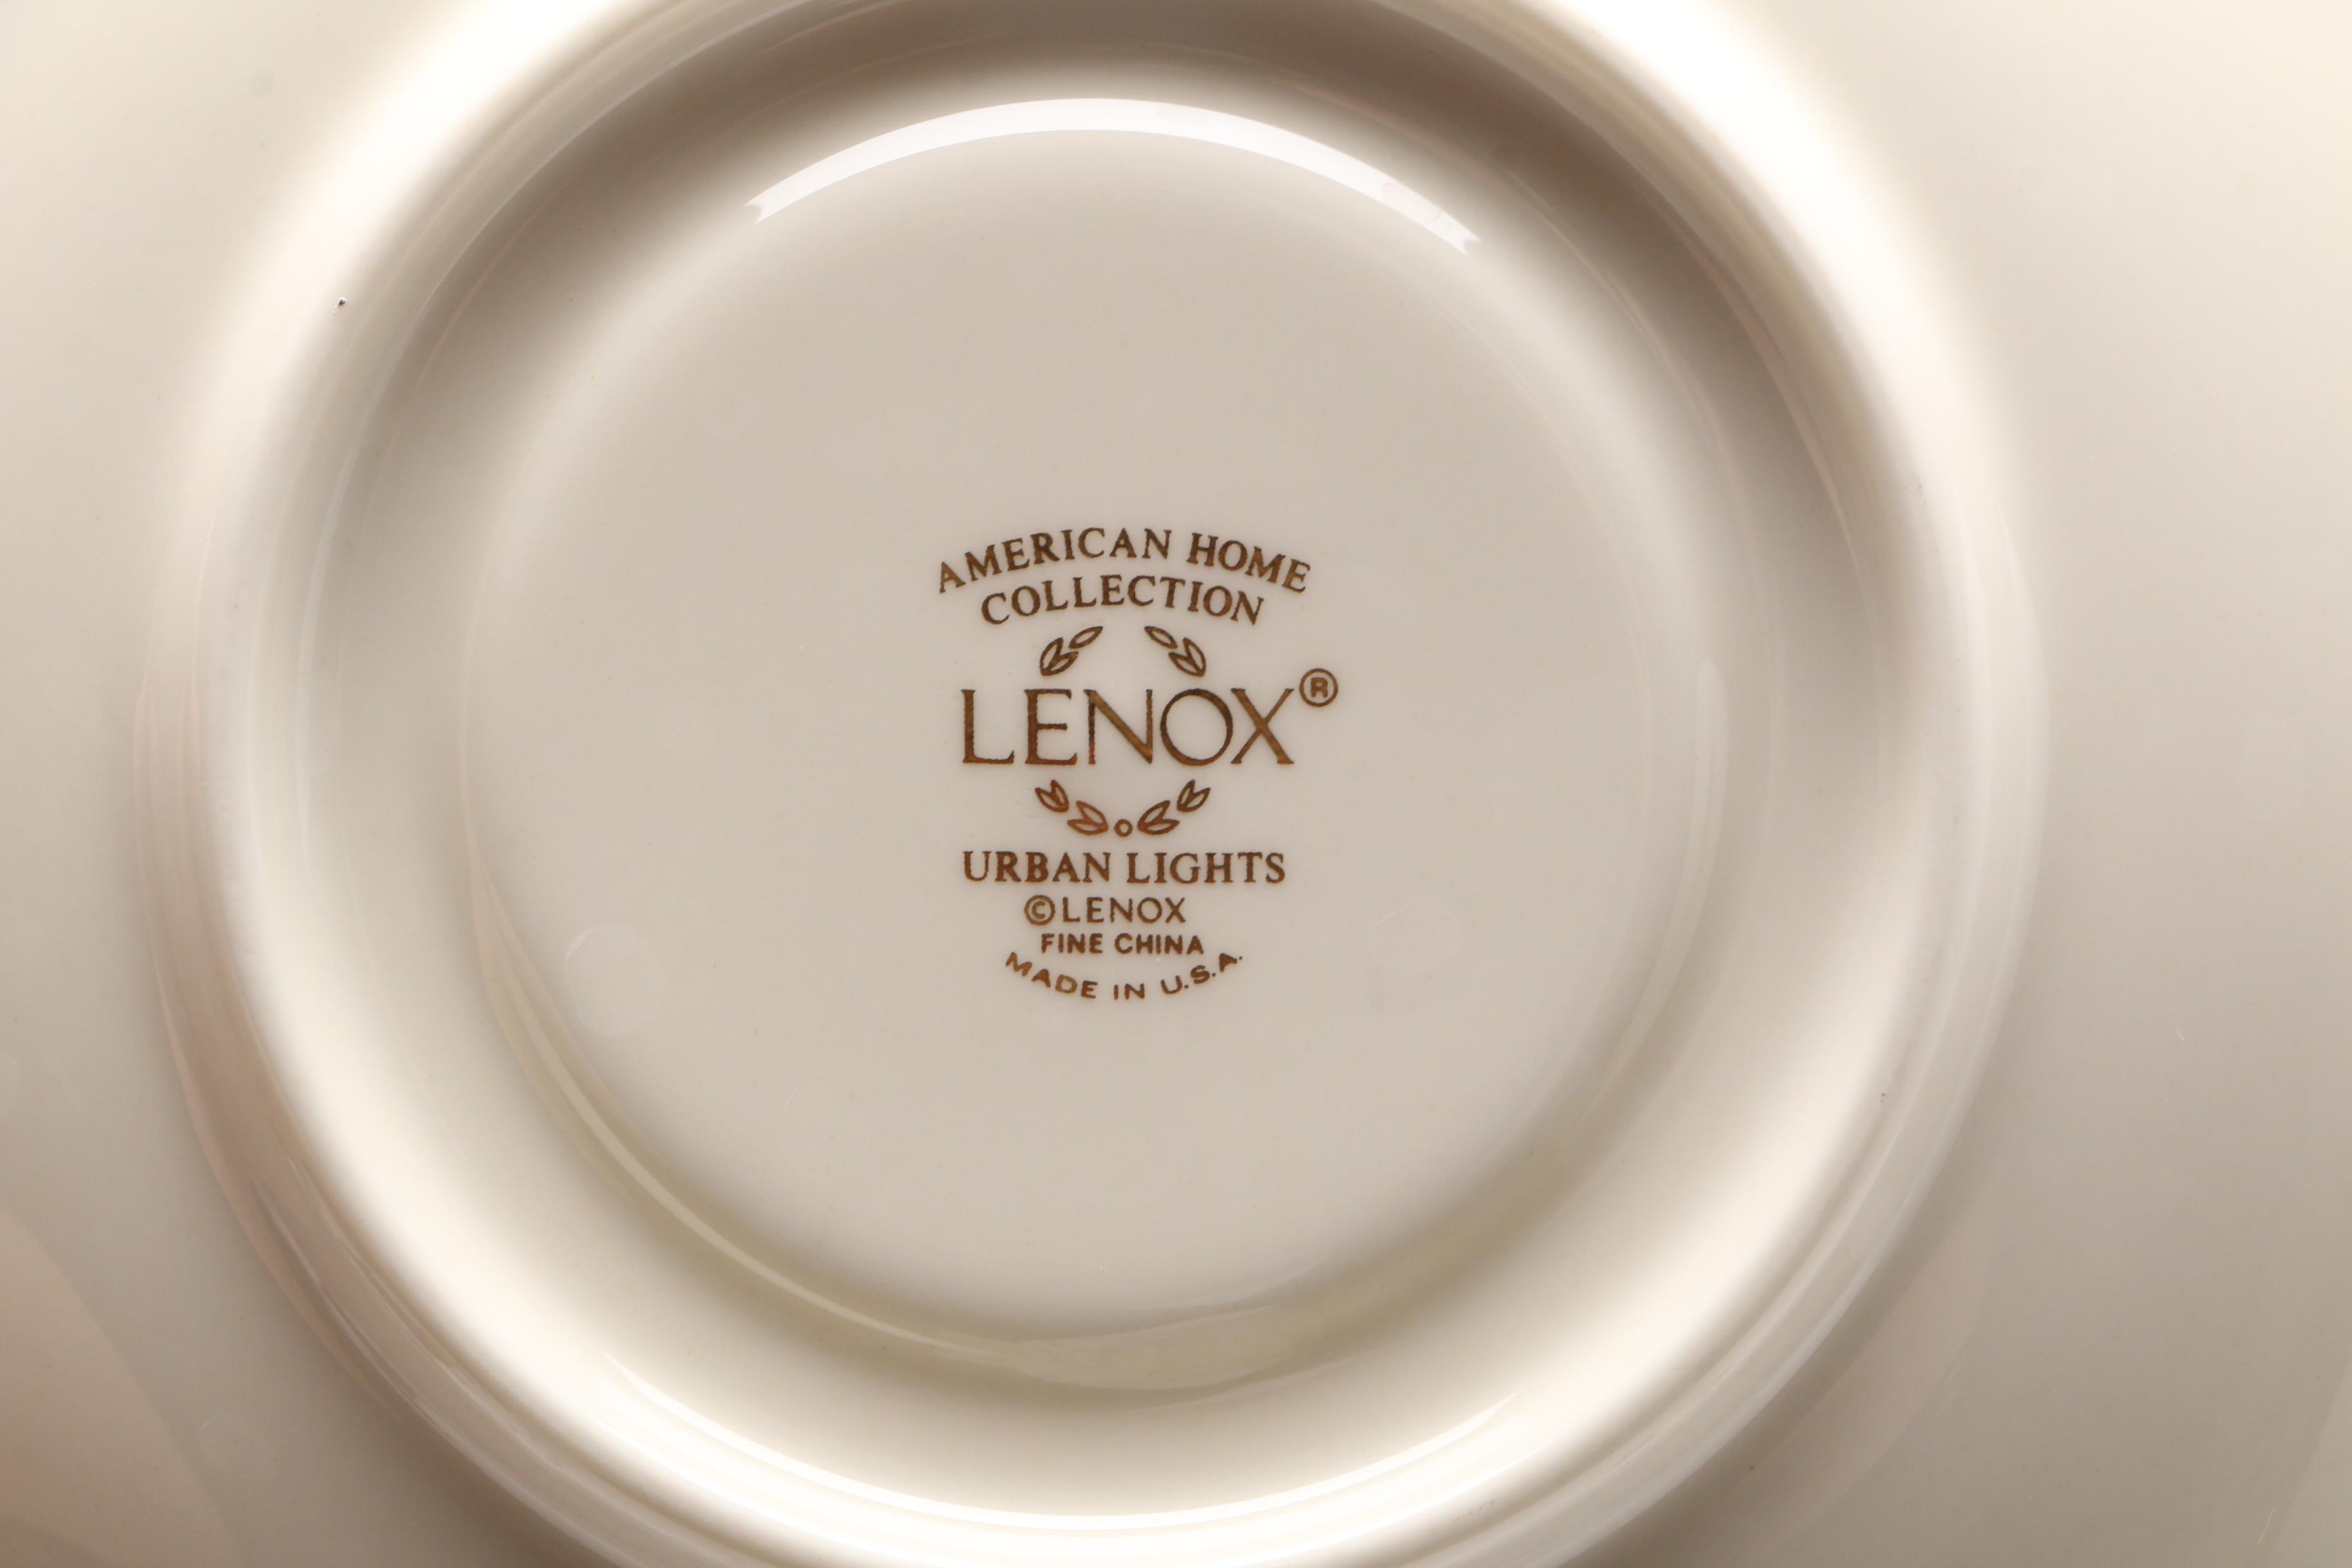 AMERICAN HOME
COLLECTION
LENOX®
URBAN LIGHTS
©LENOX
FINE CHINA
MADE IN U.S.A.